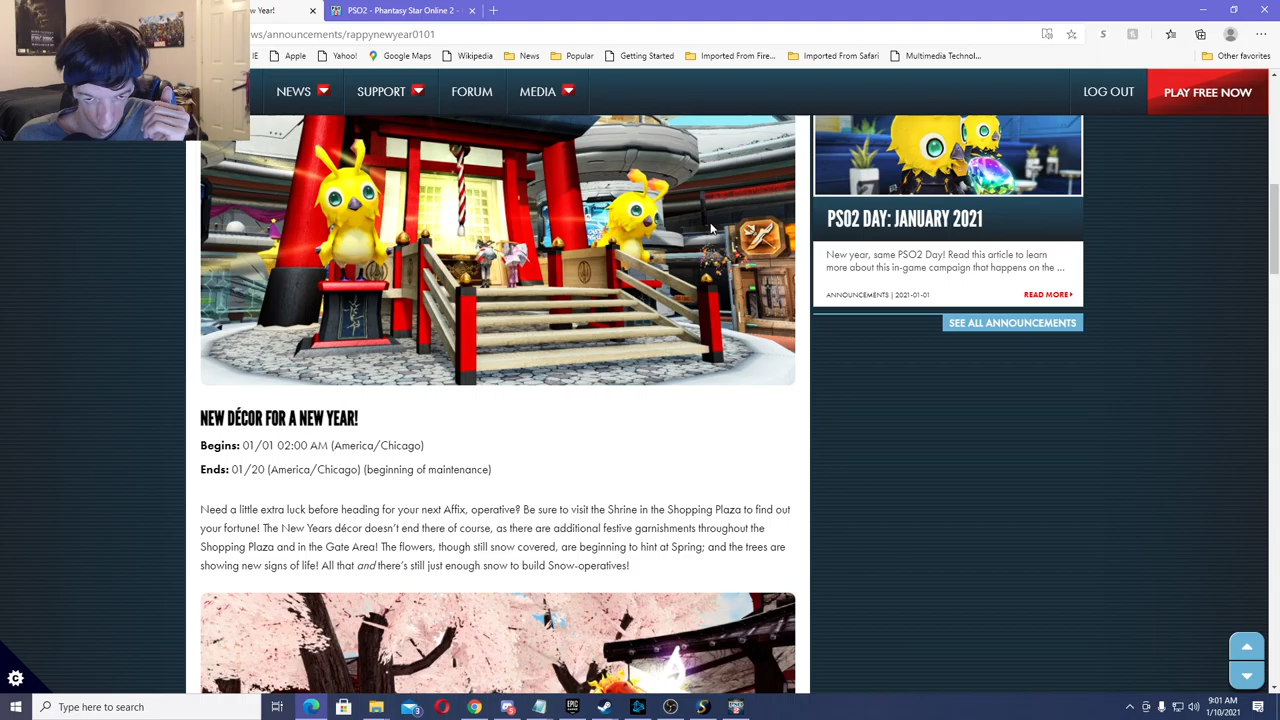 w Year!
PSO2 - Phantasy Star Online 2 -
ws/announcements/rappynewyear0101
IE Apple Yahoo! Google Maps Wikipedia News Popular Getting Started Imported From Fire... Imported From Safari Multimedia Technol... Other favorites
NEWS SUPPORT FORUM MEDIA LOG OUT PLAY FREE NOW
PSO2 DAY: JANUARY 2021
New year, same PSO2 Day! Read this article to learn
more about this in-game campaign that happens on the ...
ANNOUNCEMENTS | 2021-01-01 READ MORE
SEE ALL ANNOUNCEMENTS
NEW DÉCOR FOR A NEW YEAR!
Begins: 01/01 02:00 AM (America/Chicago)
Ends: 01/20 (America/Chicago) (beginning of maintenance)
Need a little extra luck before heading for your next Affix, operative? Be sure to visit the Shrine in the Shopping Plaza to find out
your fortune! The New Years décor doesn't end there of course, as there are additional festive garnishments throughout the
Shopping Plaza and in the Gate Area! The flowers, though still snow covered, are beginning to hint at Spring; and the trees are
showing new signs of life! All that and there's still just enough snow to build Snow-operatives!
Type here to search
9:01 AM
1/10/2021